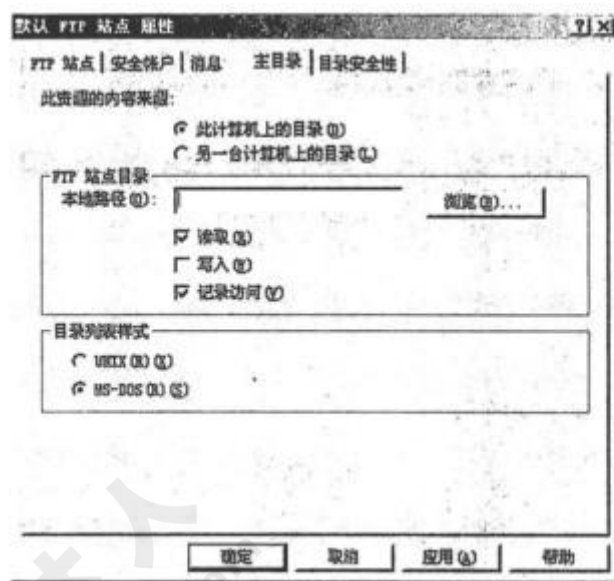 默认 FTP 站点 属性
FTP 站点 安全帐户 消息 主目录 目录安全性
此资源的内容来源:
此计算机上的目录(D)
另一台计算机上的目录(L)
FTP 站点目录
本地路径(O):
浏览(B)...
读取(R)
写入(W)
记录访问(V)
目录列表样式
UNIX(R)(X)
MS-DOS(R)(S)
确定 取消 应用(A) 帮助